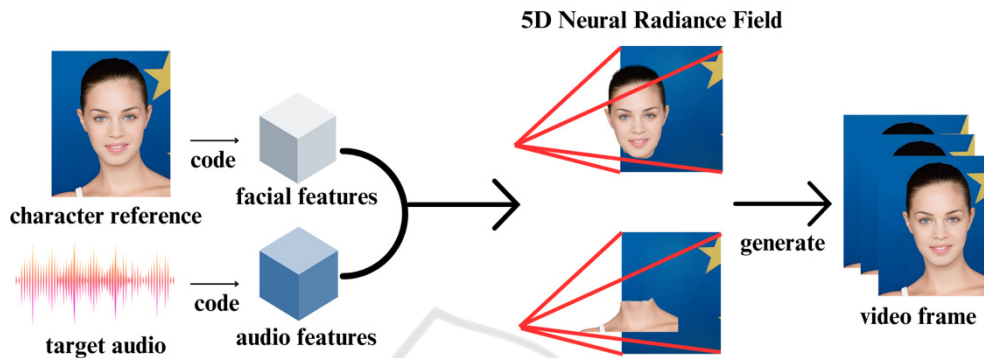 5D Neural Radiance Field
code
facial features
character reference
code
audio features
target audio
generate
video frame